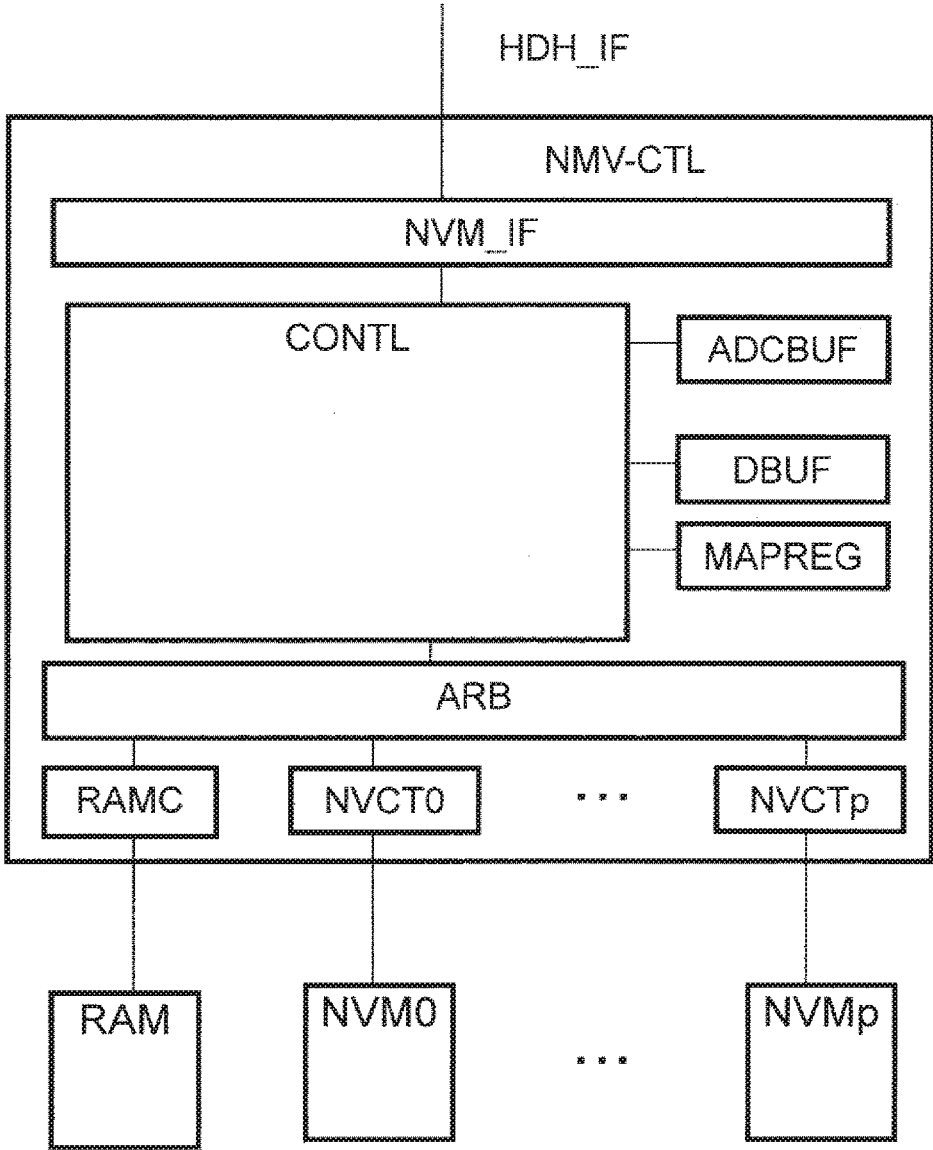 HDH_IF
NMV-CTL
NVM_IF
CONTL
ADCBUF
DBUF
MAPREG
ARB
RAMC
NVCT0
...
NVCTp
RAM
NVM0
...
NVMp